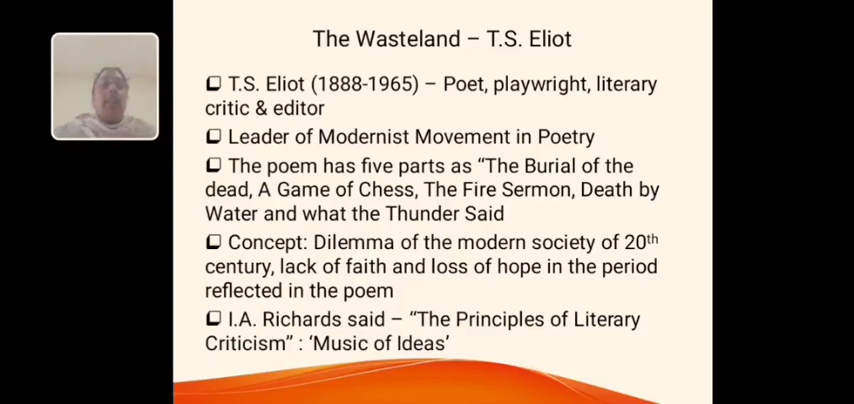 The Wasteland – T.S. Eliot
❑ T.S. Eliot (1888-1965) – Poet, playwright, literary
critic & editor
❑ Leader of Modernist Movement in Poetry
❑ The poem has five parts as “The Burial of the
dead, A Game of Chess, The Fire Sermon, Death by
Water and what the Thunder Said
❑ Concept: Dilemma of the modern society of 20th
century, lack of faith and loss of hope in the period
reflected in the poem
❑ I.A. Richards said – “The Principles of Literary
Criticism” : ‘Music of Ideas’